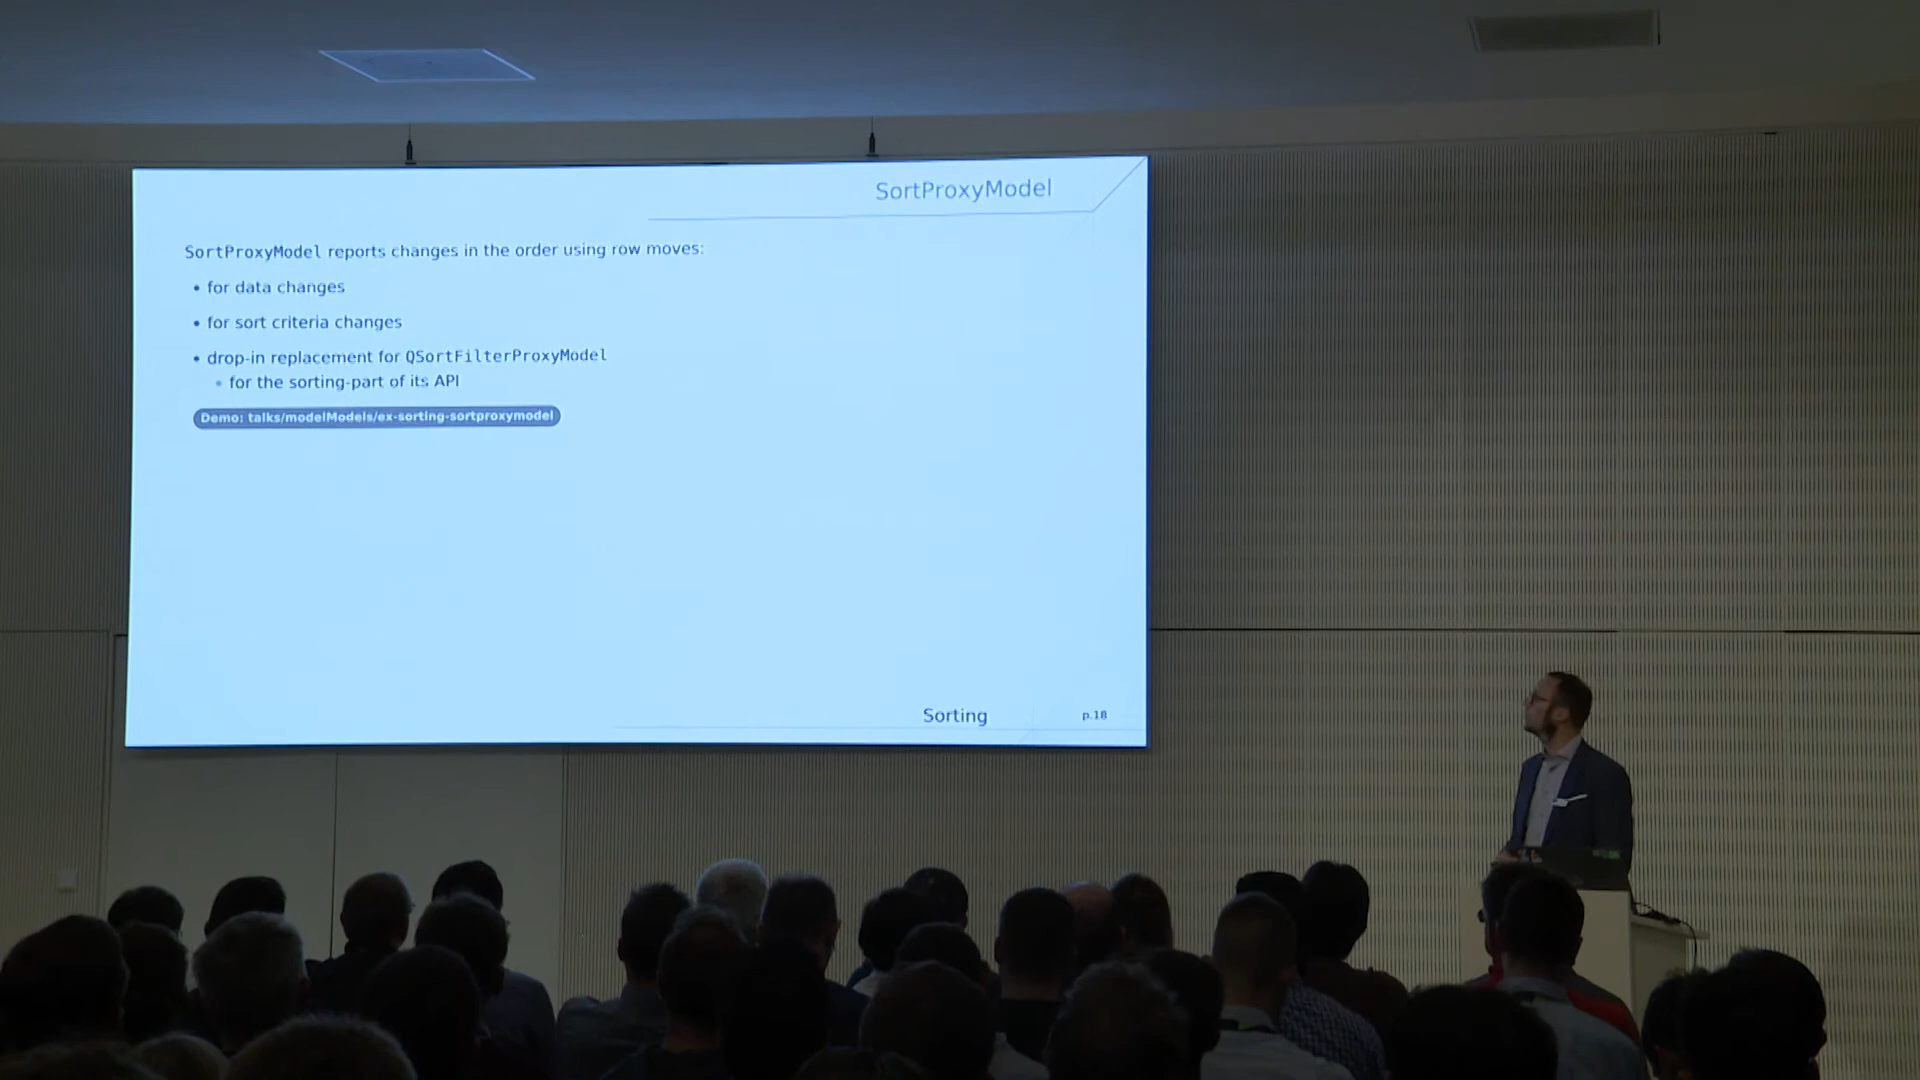 SortProxyModel
SortProxyModel reports changes in the order using row moves:
• for data changes
• for sort criteria changes
• drop-in replacement for QSortFilterProxyModel
• for the sorting-part of its API
Demo: talks/modelModels/ex-sorting-sortproxymodel
Sorting
p.18